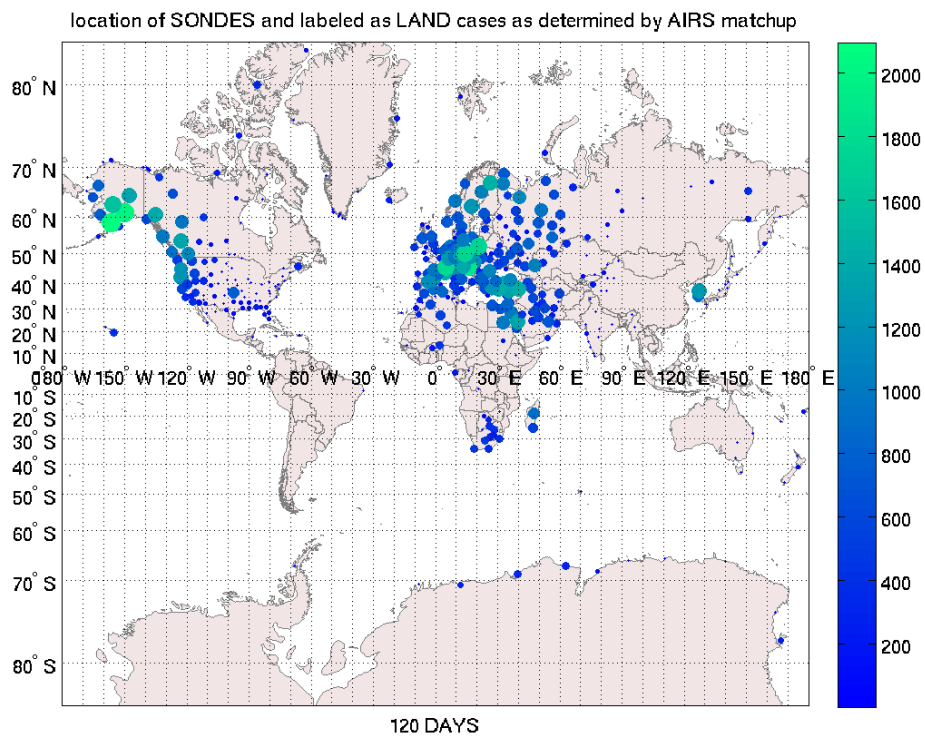 location of SONDES and labeled as LAND cases as determined by AIRS matchup
80° N
70° N
60° N
50° N
40° N
30° N
20° N
10° N
0°
180° W 150° W 120° W 90° W 60° W 30° W 0° 30° E 60° E 90° E 120° E 150° E 180° E
10° S
20° S
30° S
40° S
50° S
60° S
70° S
80° S
120 DAYS
2000
1800
1600
1400
1200
1000
800
600
400
200